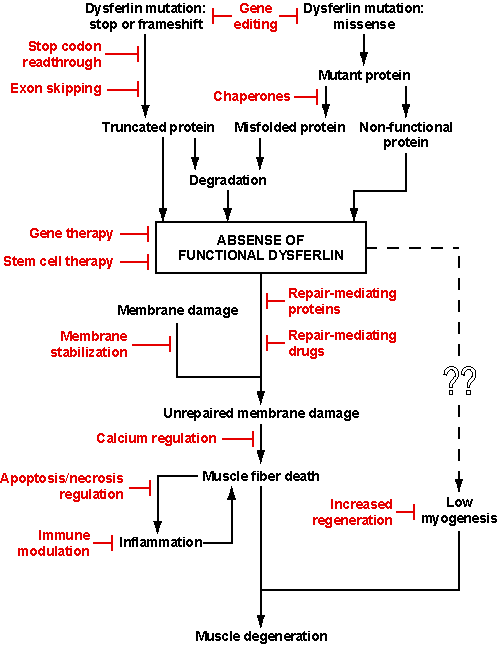 Dysferlin mutation:
stop or frameshift
Gene
editing
Dysferlin mutation:
missense
Stop codon
readthrough
Mutant protein
Exon skipping
Chaperones
Truncated protein
Misfolded protein
Non-functional
protein
Degradation
Gene therapy
Stem cell therapy
ABSENSE OF
FUNCTIONAL DYSFERLIN
Repair-mediating
proteins
Membrane damage
Membrane
stabilization
Repair-mediating
drugs
??
Unrepaired membrane damage
Calcium regulation
Muscle fiber death
Apoptosis/necrosis
regulation
Increased
regeneration
Low
myogenesis
Immune
modulation
Inflammation
Muscle degeneration